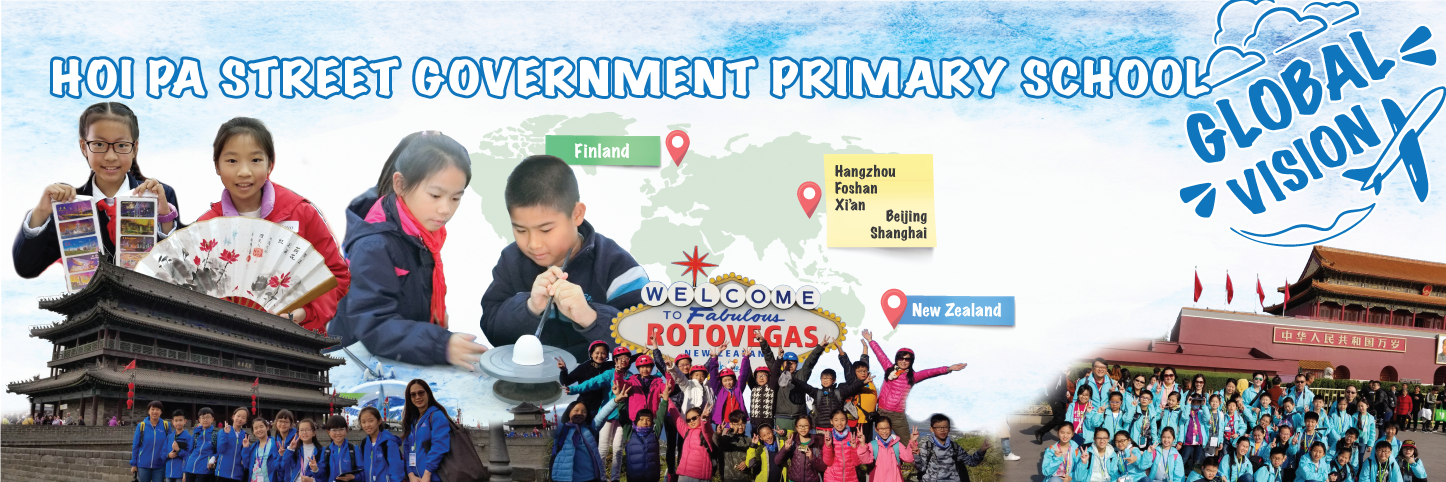 HOI PA STREET GOVERNMENT PRIMARY SCHOOL
GLOBAL
VISION
Finland
Hangzhou
Foshan
Xi'an
Beijing
Shanghai
New Zealand
WELCOME
TO Fabulous
ROTOVEGAS
NEW ZEALAND
中华人民共和国万岁